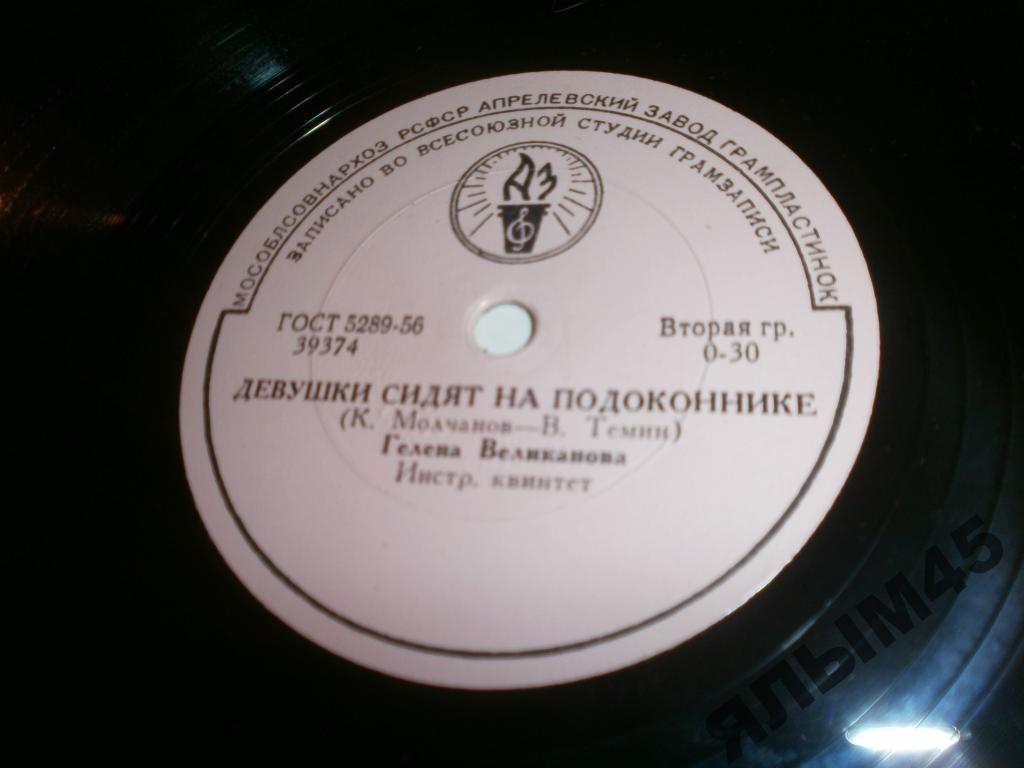 МОСОБЛСОВНАРХОЗ РСФСР АПРЕЛЕВСКИЙ ЗАВОД ГРАМПЛАСТИНОК
ЗАПИСАНО ВО ВСЕСОЮЗНОЙ СТУДИИ ГРАМЗАПИСИ
АЗ
ГОСТ 5289-56
39374
Вторая гр.
0-30
ДЕВУШКИ СИДЯТ НА ПОДОКОННИКЕ
(К. Молчанов—В. Темин)
Гелена Великанова
Инстр. квинтет
ЯЛЫМ45